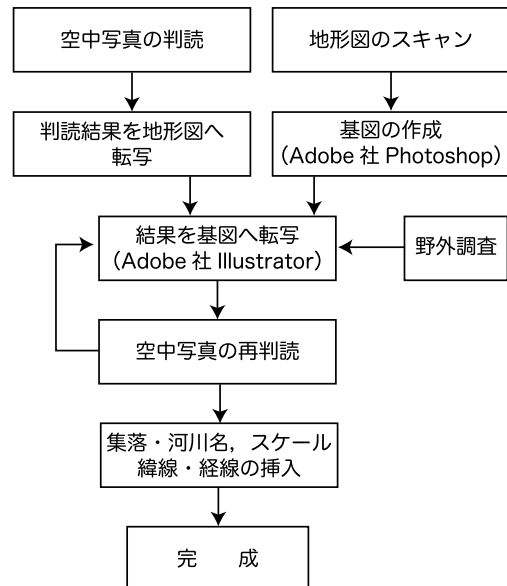 空中写真の判読
地形図のスキャン
判読結果を地形図へ
転写
基図の作成
（Adobe 社 Photoshop）
結果を基図へ転写
（Adobe 社 Illustrator）
野外調査
空中写真の再判読
集落・河川名，スケール
緯線・経線の挿入
完　　成